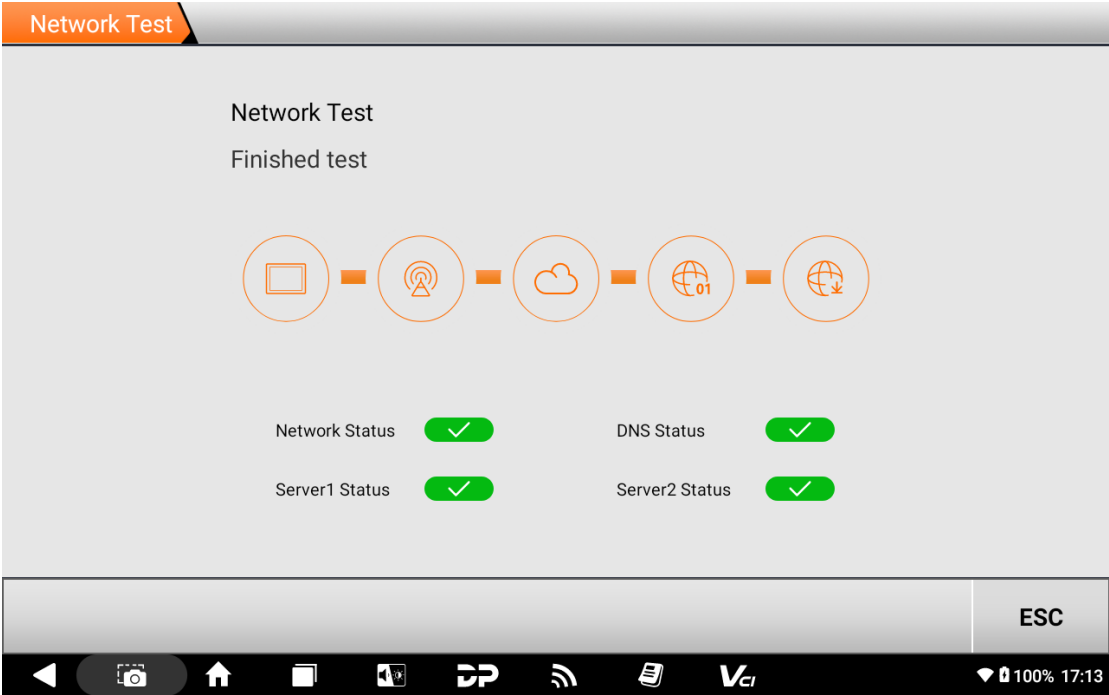 Network Test
Network Test
Finished test
01
Network Status
DNS Status
Server1 Status
Server2 Status
ESC
DP
VCI
100% 17:13